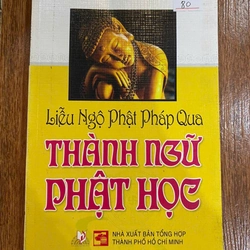 80
Liễu Ngộ Phật Pháp Qua
THÀNH NGỮ
PHẬT HỌC
NHÀ XUẤT BẢN TỔNG HỢP
THÀNH PHỐ HỒ CHÍ MINH